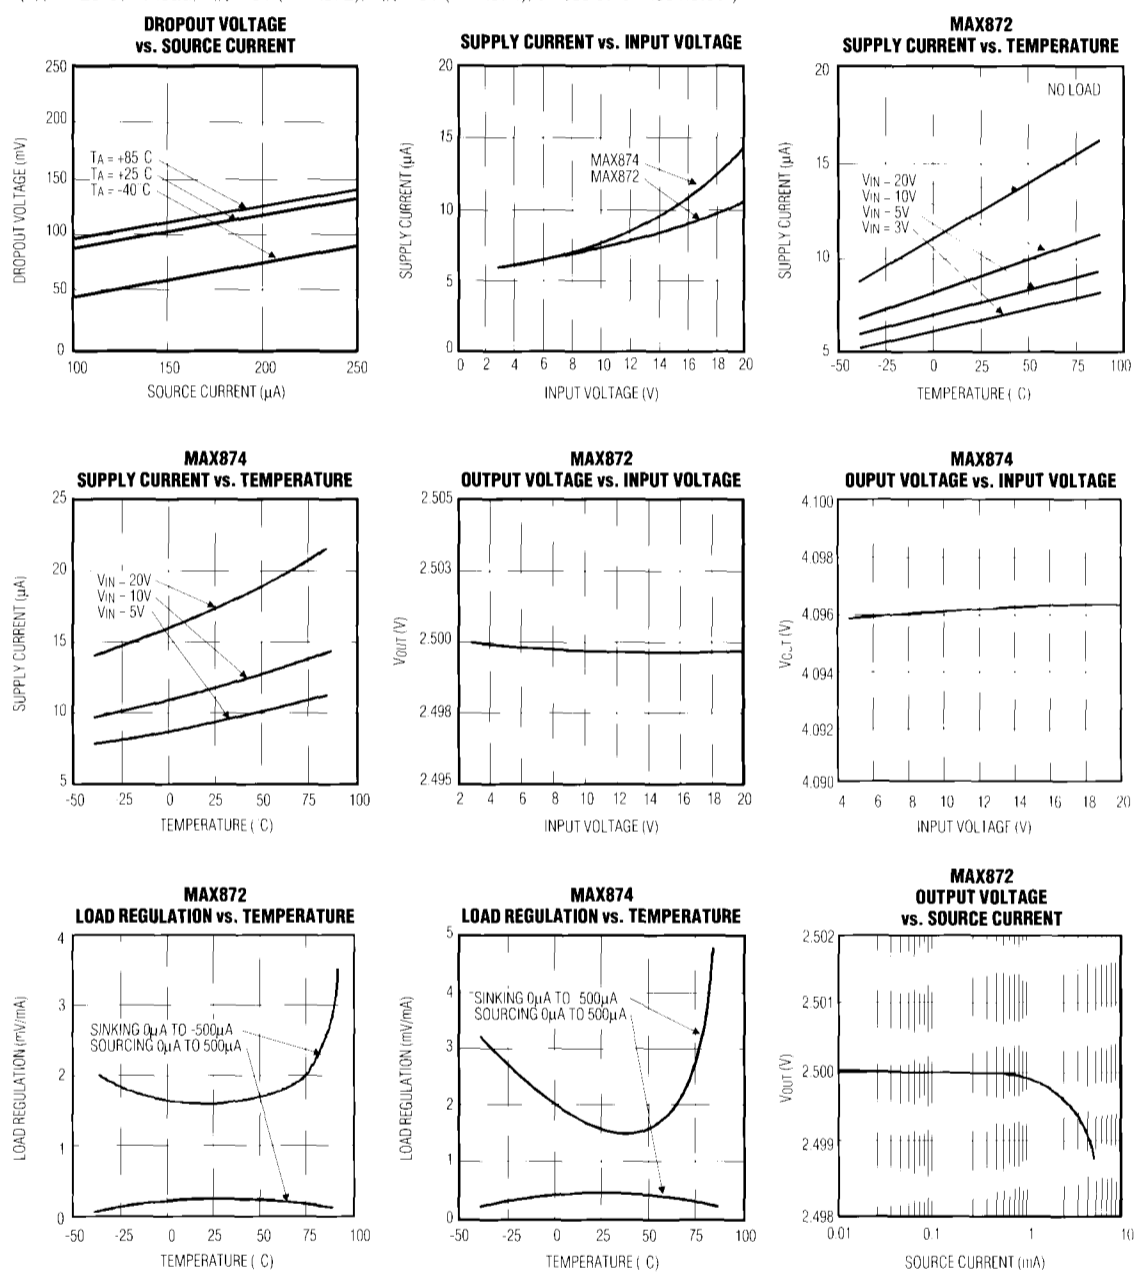 DROPOUT VOLTAGE
vs. SOURCE CURRENT
250
200
150
100
50
0
DROPOUT VOLTAGE (mV)
TA = +85 C
TA = +25 C
TA = -40 C
100
150
200
250
SOURCE CURRENT (µA)
SUPPLY CURRENT vs. INPUT VOLTAGE
20
15
10
5
0
SUPPLY CURRENT (µA)
MAX874
MAX872
0 2 4 6 8 10 12 14 16 18 20
INPUT VOLTAGE (V)
MAX872
SUPPLY CURRENT vs. TEMPERATURE
20
15
10
5
SUPPLY CURRENT (µA)
NO LOAD
VIN – 20V
VIN – 10V
VIN – 5V
VIN = 3V
-50 -25 0 25 50 75 100
TEMPERATURE ( C)
MAX874
SUPPLY CURRENT vs. TEMPERATURE
25
20
15
10
5
SUPPLY CURRENT (µA)
VIN – 20V
VIN – 10V
VIN – 5V
-50 -25 0 25 50 75 100
TEMPERATURE ( C)
MAX872
OUTPUT VOLTAGE vs. INPUT VOLTAGE
2.505
2.503
2.500
2.498
2.495
VOUT (V)
2 4 6 8 10 12 14 16 18 20
INPUT VOLTAGE (V)
MAX874
OUPUT VOLTAGE vs. INPUT VOLTAGE
4.100
4.098
4.096
4.094
4.092
4.090
4 6 8 10 12 14 16 18 20
INPUT VOLTAGE (V)
MAX872
LOAD REGULATION vs. TEMPERATURE
4
3
2
1
0
LOAD REGULATION (mV/mA)
SINKING 0µA TO -500µA
SOURCING 0µA TO 500µA
-50 -25 0 25 50 75 100
TEMPERATURE ( C)
MAX874
LOAD REGULATION vs. TEMPERATURE
5
4
3
2
1
0
LOAD REGULATION (mV/mA)
SINKING 0µA TO 500µA
SOURCING 0µA TO 500µA
-50 -25 0 25 50 75 100
TEMPERATURE ( C)
MAX872
OUTPUT VOLTAGE
vs. SOURCE CURRENT
2.502
2.501
2.500
2.499
2.498
VOUT (V)
0.01 0.1 1 10
SOURCE CURRENT (mA)